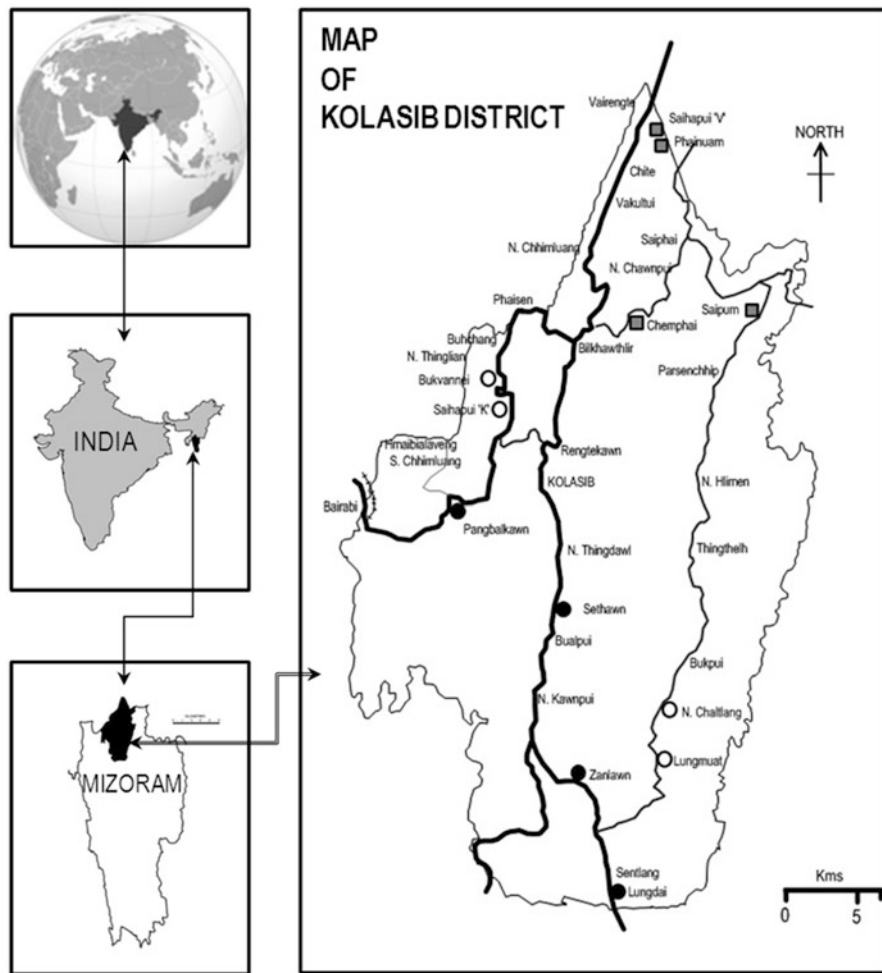 INDIA
MIZORAM
MAP
OF
KOLASIB DISTRICT
NORTH
Vairengte
Saihapui 'V'
Phainuam
Chite
Vakultui
Saiphai
N. Chhimluang
N. Chawnpui
Phaisen
Saipum
Chemphai
Buhchang
Bilkhawthlir
N. Thinglian
Parsenchhip
Bukvannei
Saihapui 'K'
Hmaibialaveng
Rengtekawn
S. Chhimluang
KOLASIB
N. Hlimen
Bairabi
Pangbalkawn
N. Thingdawl
Thingthelh
Sethawn
Bualpui
Bukpui
N. Kawnpui
N. Chaltlang
Lungmuat
Zanlawn
Sentlang
Lungdai
Kms
0 5